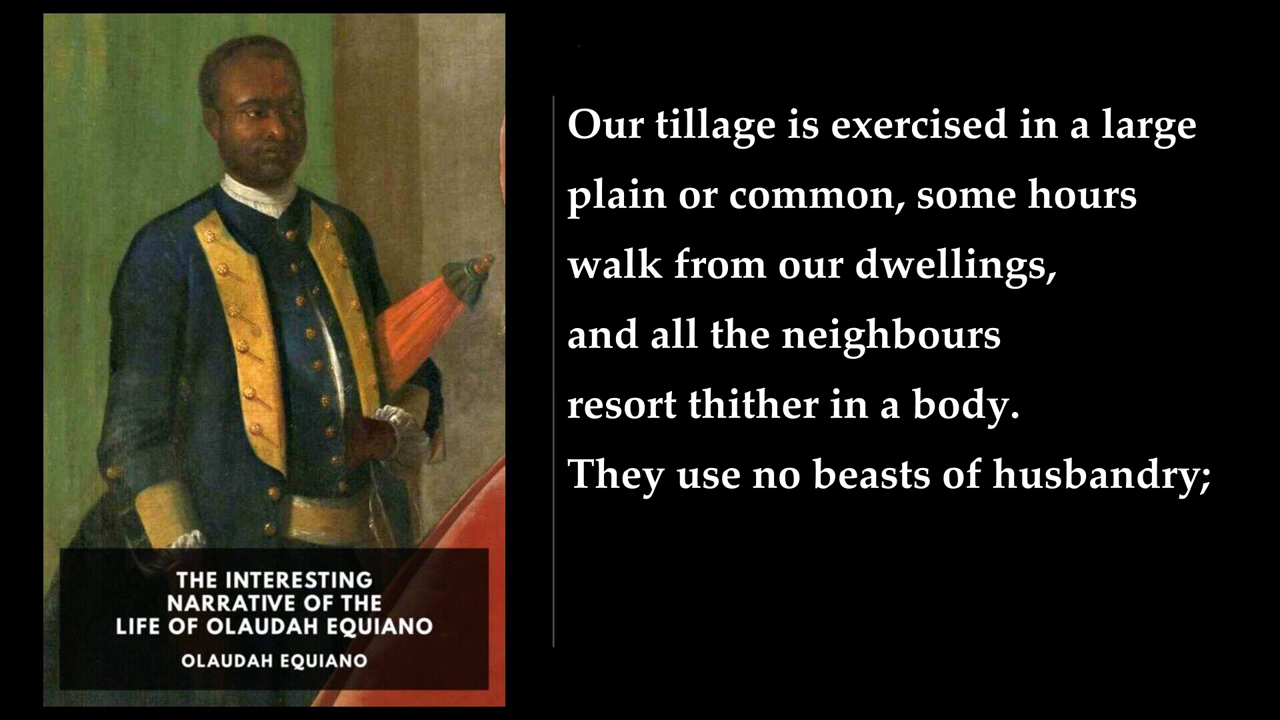 THE INTERESTING
NARRATIVE OF THE
LIFE OF OLAUDAH EQUIANO
OLAUDAH EQUIANO
Our tillage is exercised in a large
plain or common, some hours
walk from our dwellings,
and all the neighbours
resort thither in a body.
They use no beasts of husbandry;